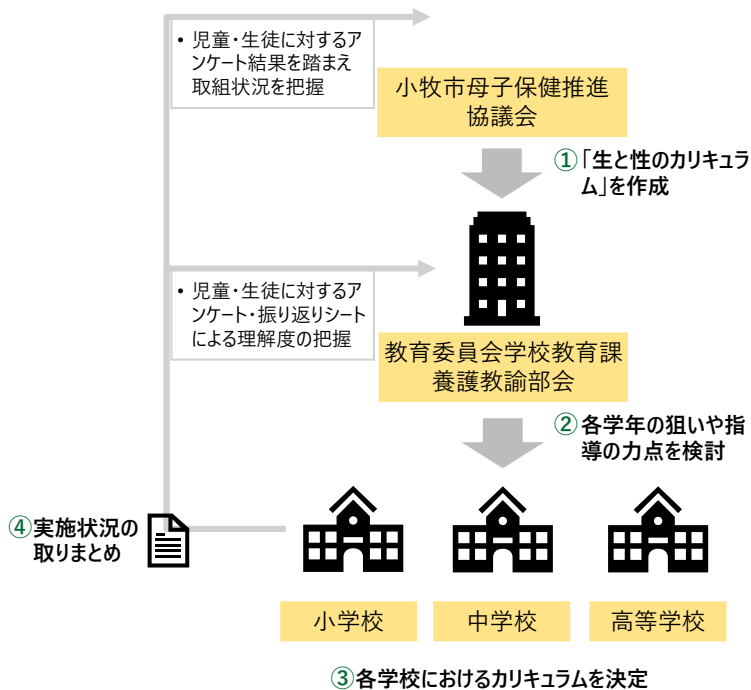 • 児童・生徒に対するア
ンケート結果を踏まえ
取組状況を把握
小牧市母子保健推進
協議会
①「生と性のカリキュラ
ム」を作成
• 児童・生徒に対するア
ンケート・振り返りシート
による理解度の把握
教育委員会学校教育課
養護教諭部会
②各学年の狙いや指
導の力点を検討
④実施状況の
取りまとめ
小学校
中学校
高等学校
③各学校におけるカリキュラムを決定